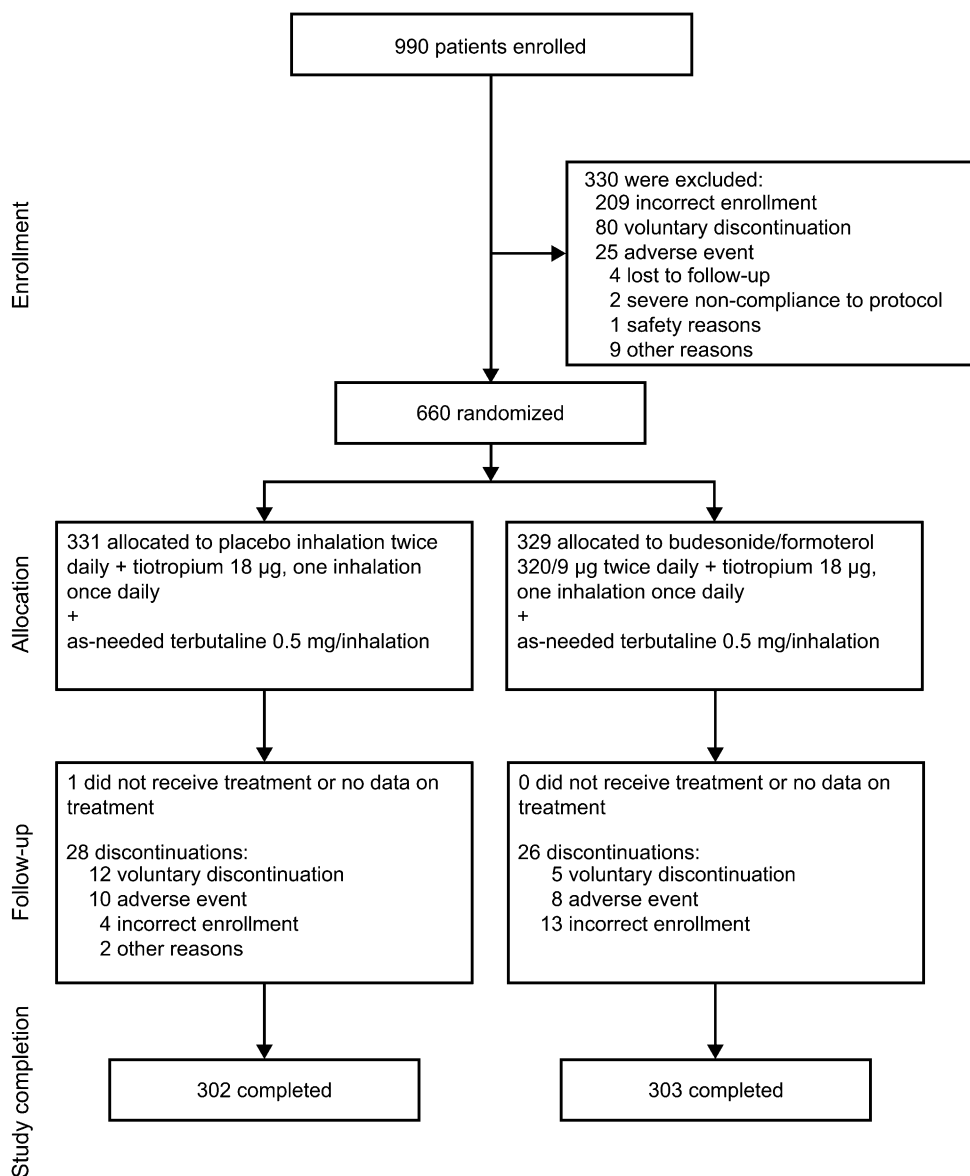 990 patients enrolled
Enrollment
330 were excluded:
209 incorrect enrollment
80 voluntary discontinuation
25 adverse event
4 lost to follow-up
2 severe non-compliance to protocol
1 safety reasons
9 other reasons
660 randomized
Allocation
331 allocated to placebo inhalation twice
daily + tiotropium 18 µg, one inhalation
once daily
+
as-needed terbutaline 0.5 mg/inhalation
329 allocated to budesonide/formoterol
320/9 µg twice daily + tiotropium 18 µg,
one inhalation once daily
+
as-needed terbutaline 0.5 mg/inhalation
Follow-up
1 did not receive treatment or no data on
treatment
28 discontinuations:
12 voluntary discontinuation
10 adverse event
4 incorrect enrollment
2 other reasons
0 did not receive treatment or no data on
treatment
26 discontinuations:
5 voluntary discontinuation
8 adverse event
13 incorrect enrollment
Study completion
302 completed
303 completed